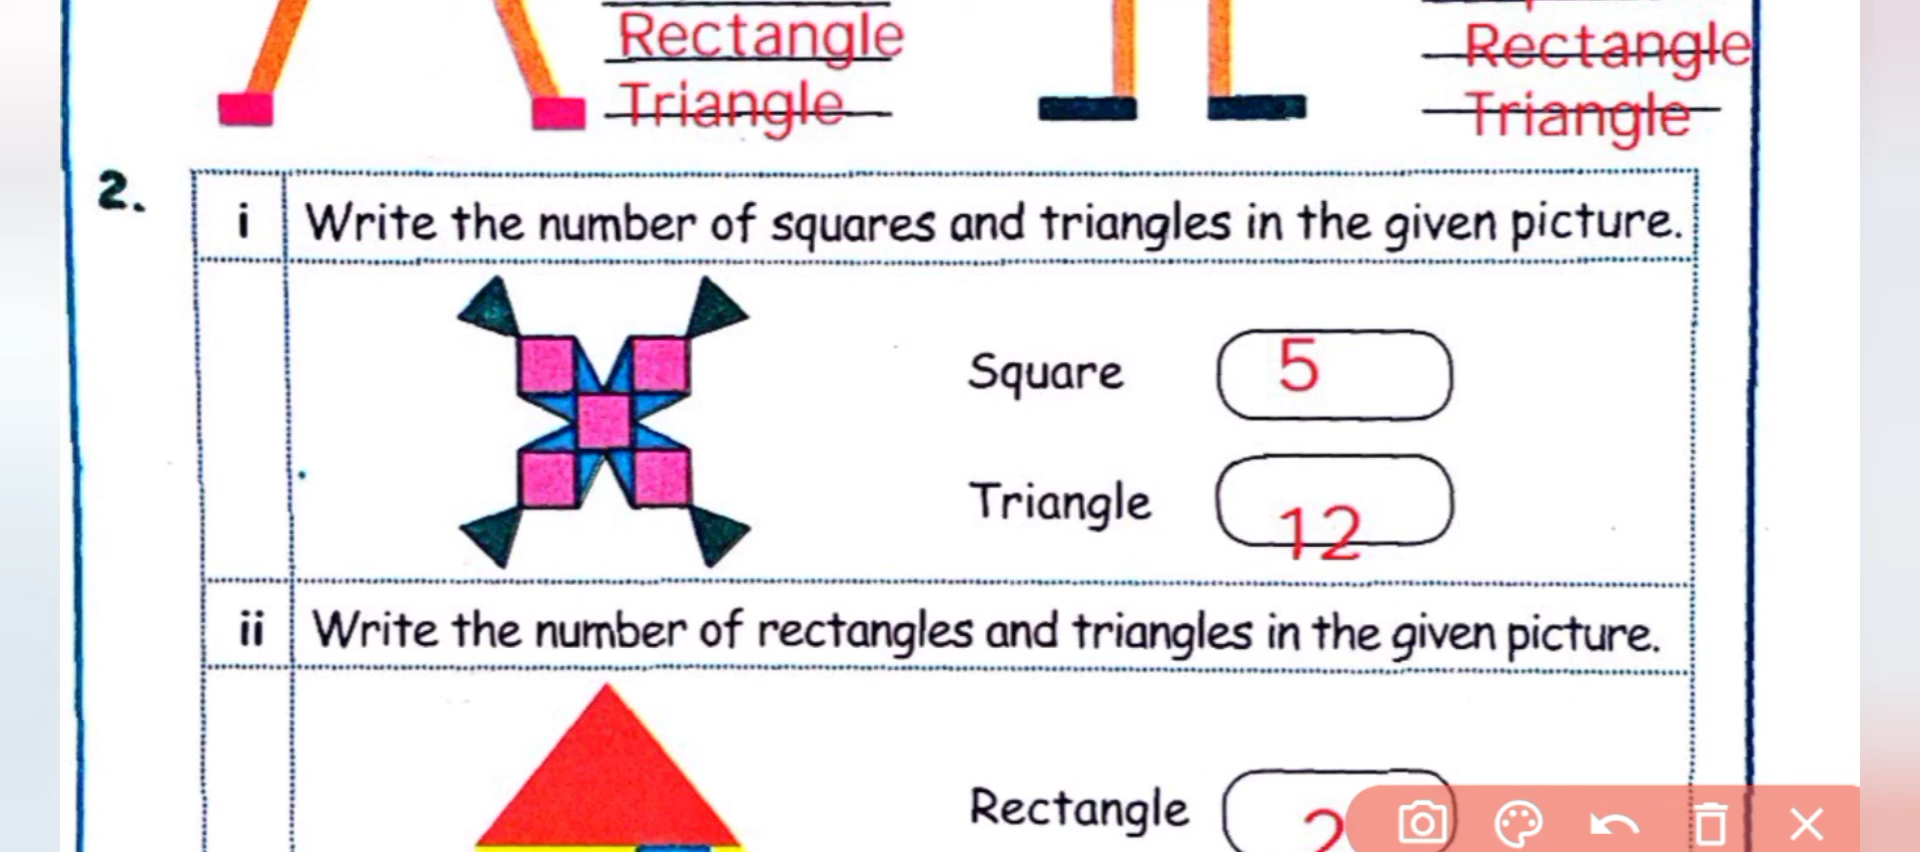 Rectangle
Triangle
Rectangle
Triangle
2.
i Write the number of squares and triangles in the given picture.
Square 5
Triangle 12
ii Write the number of rectangles and triangles in the given picture.
Rectangle